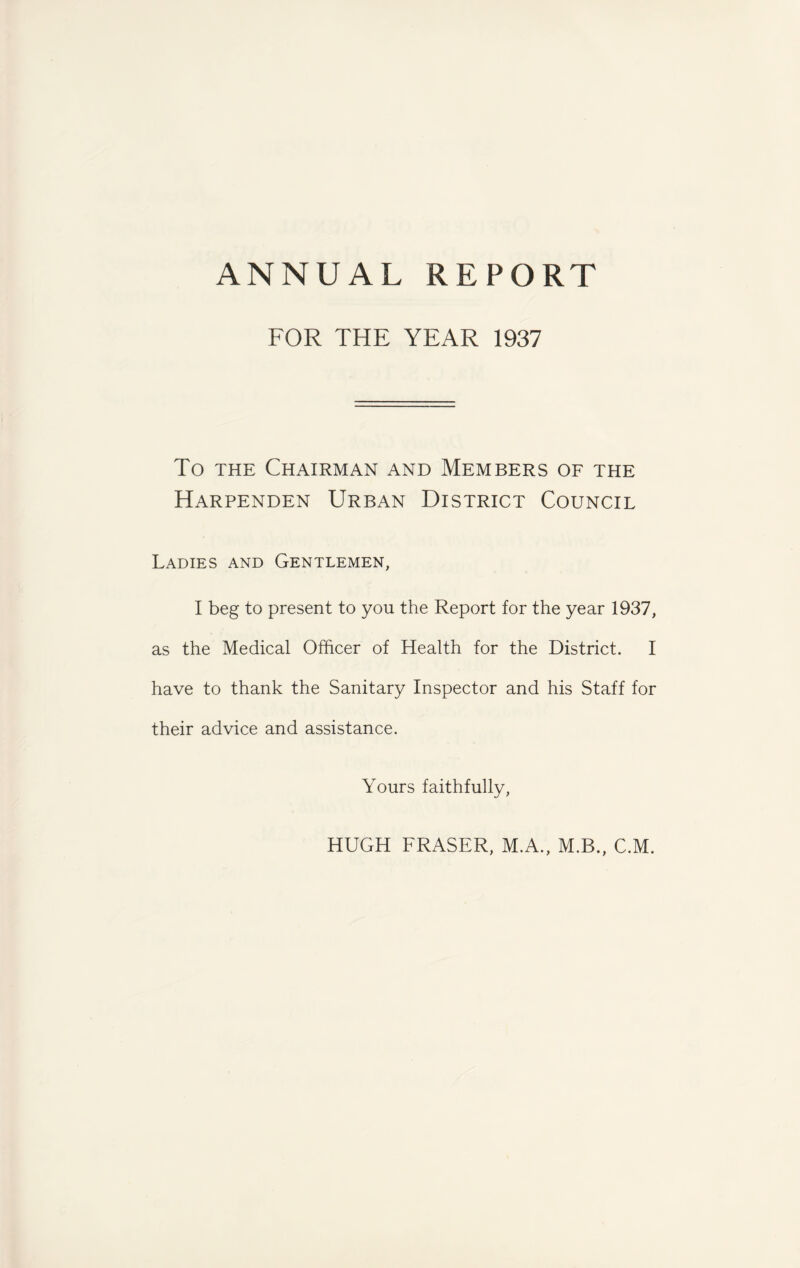 ANNUAL REPORT
FOR THE YEAR 1937
To the Chairman and Members of the
Harpenden Urban District Council
Ladies and Gentlemen,
I beg to present to you the Report for the year 1937,
as the Medical Officer of Health for the District. I
have to thank the Sanitary Inspector and his Staff for
their advice and assistance.
Yours faithfully,
HUGH FRASER, M.A., M.B., C.M.